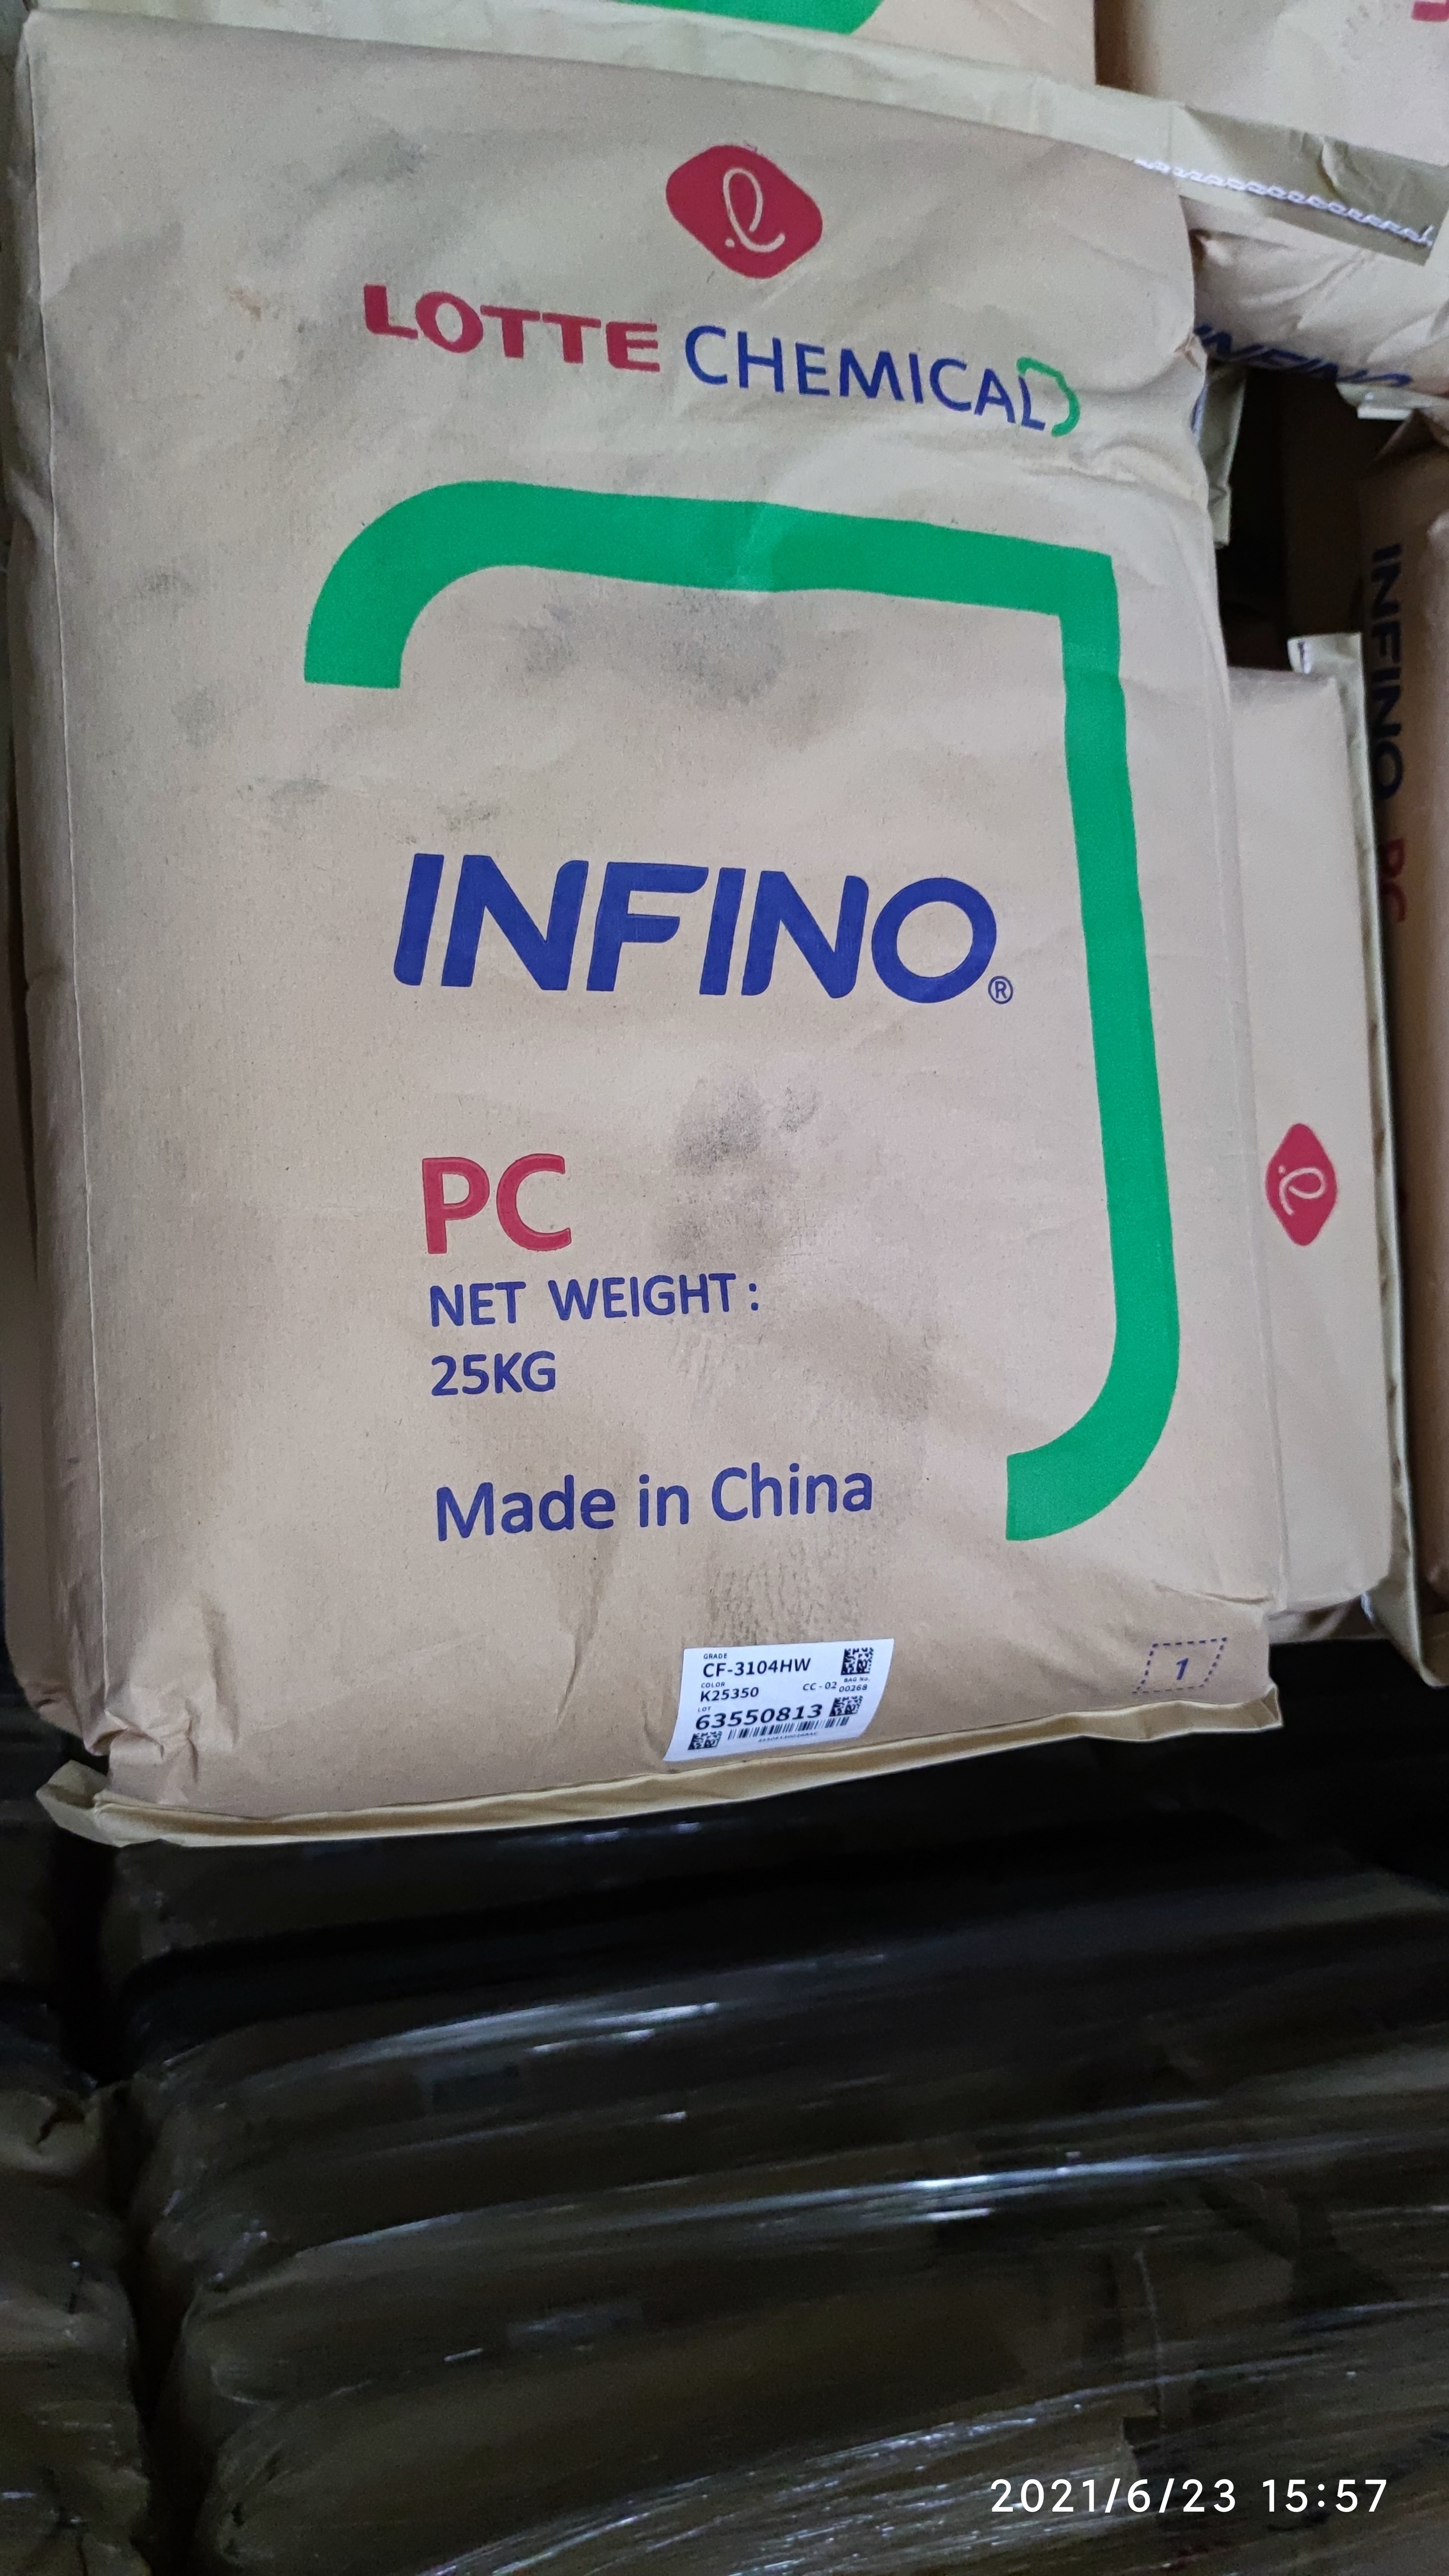 LOTTE CHEMICAL
INFINO
INFINO®
INFINO PC
PC
NET WEIGHT:
25KG
Made in China
GRADE
CF-3104HW
COLOR
K25350
CC-02
BAG NO.
00268
LOT
63550813
1
2021/6/23 15:57